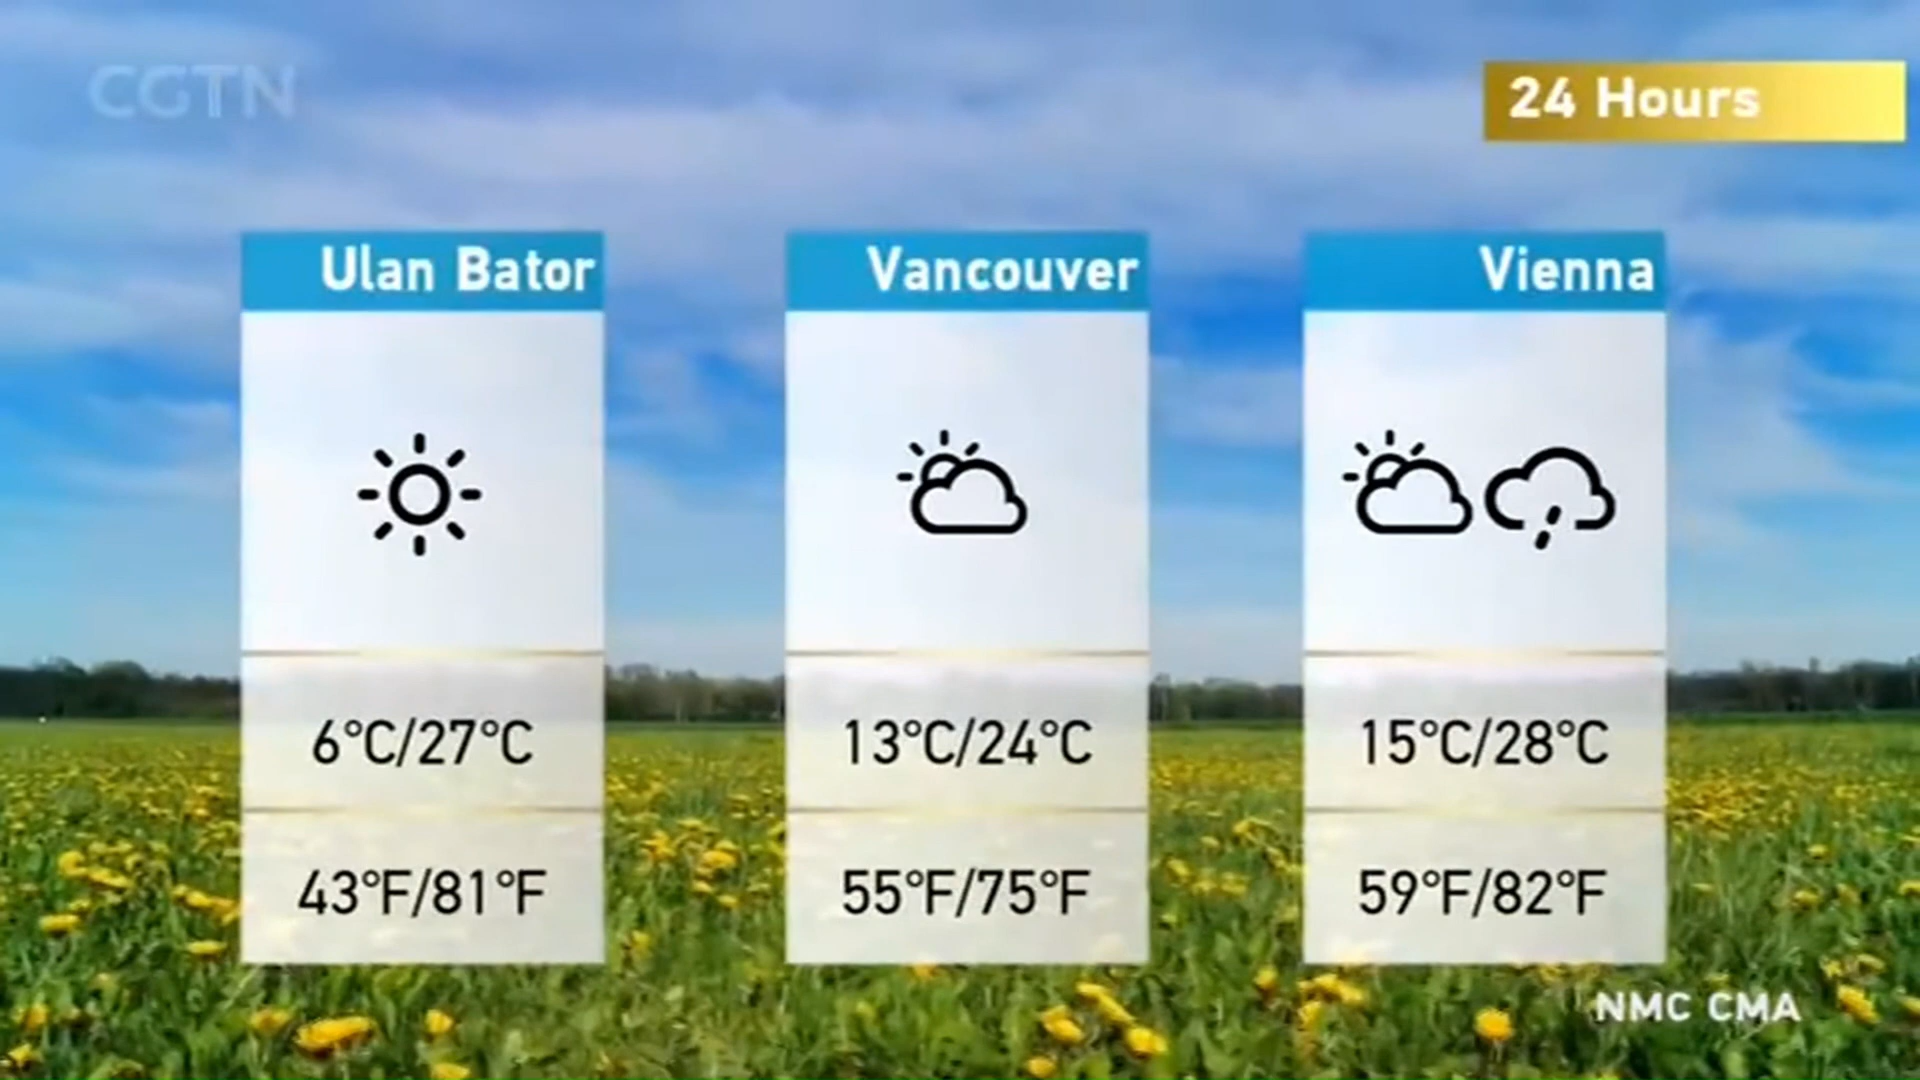 CGTN
24 Hours
Ulan Bator
6°C/27°C
43°F/81°F
Vancouver
13°C/24°C
55°F/75°F
Vienna
15°C/28°C
59°F/82°F
NMC CMA